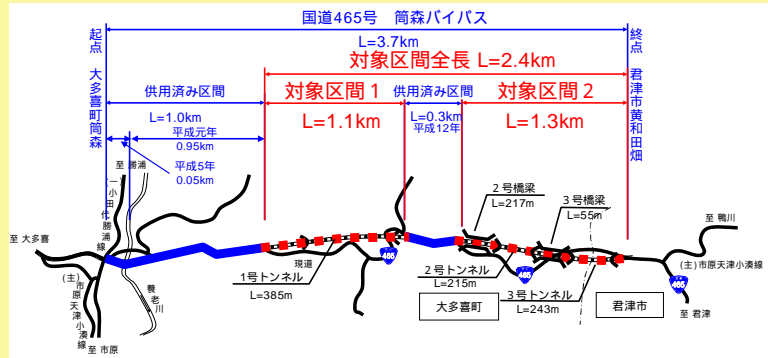 国道465号 筒森バイパス
L=3.7km
起点 大多喜町筒森
終点 君津市黄和田畑
対象区間全長 L=2.4km
供用済み区間
対象区間1
供用済み区間
対象区間2
L=1.0km
平成元年
0.95km
L=1.1km
L=0.3km
平成12年
L=1.3km
平成5年
0.05km
至 勝浦
(一)小田代勝浦線
2号橋梁
L=217m
3号橋梁
L=55m
至 鴨川
至 大多喜
(主)市原天津小湊線
現道
465
(主)市原天津小湊線
1号トンネル
L=385m
2号トンネル
L=215m
465
3号トンネル
L=243m
465
養老川
大多喜町
君津市
至 君津
至 市原